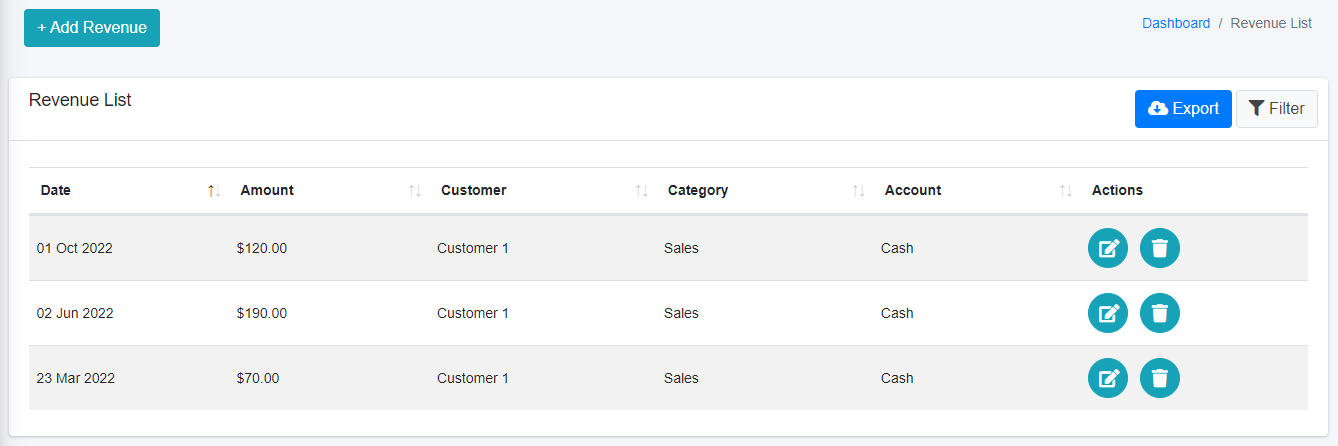 + Add Revenue
Dashboard / Revenue List
Revenue List
Export
Filter
Date Amount Customer Category Account Actions
01 Oct 2022 $120.00 Customer 1 Sales Cash
02 Jun 2022 $190.00 Customer 1 Sales Cash
23 Mar 2022 $70.00 Customer 1 Sales Cash